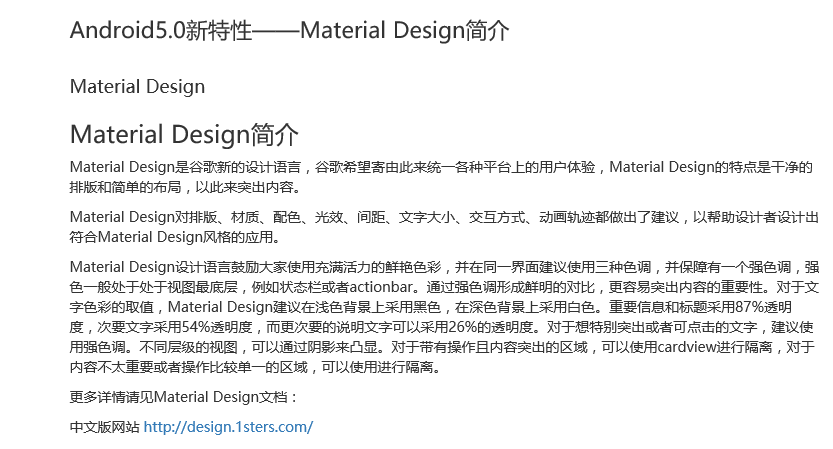 Android5.0新特性——Material Design简介
Material Design
Material Design简介
Material Design是谷歌新的设计语言，谷歌希望寄由此来统一各种平台上的用户体验，Material Design的特点是干净的
排版和简单的布局，以此来突出内容。
Material Design对排版、材质、配色、光效、间距、文字大小、交互方式、动画轨迹都做出了建议，以帮助设计者设计出
符合Material Design风格的应用。
Material Design设计语言鼓励大家使用充满活力的鲜艳色彩，并在同一界面建议使用三种色调，并保障有一个强色调，强
色一般处于处于视图最底层，例如状态栏或者actionbar。通过强色调形成鲜明的对比，更容易突出内容的重要性。对于文
字色彩的取值，Material Design建议在浅色背景上采用黑色，在深色背景上采用白色。重要信息和标题采用87%透明
度，次要文字采用54%透明度，而更次要的说明文字可以采用26%的透明度。对于想特别突出或者可点击的文字，建议使
用强色调。不同层级的视图，可以通过阴影来凸显。对于带有操作且内容突出的区域，可以使用cardview进行隔离，对于
内容不太重要或者操作比较单一的区域，可以使用进行隔离。
更多详情请见Material Design文档：
中文版网站 http://design.1sters.com/